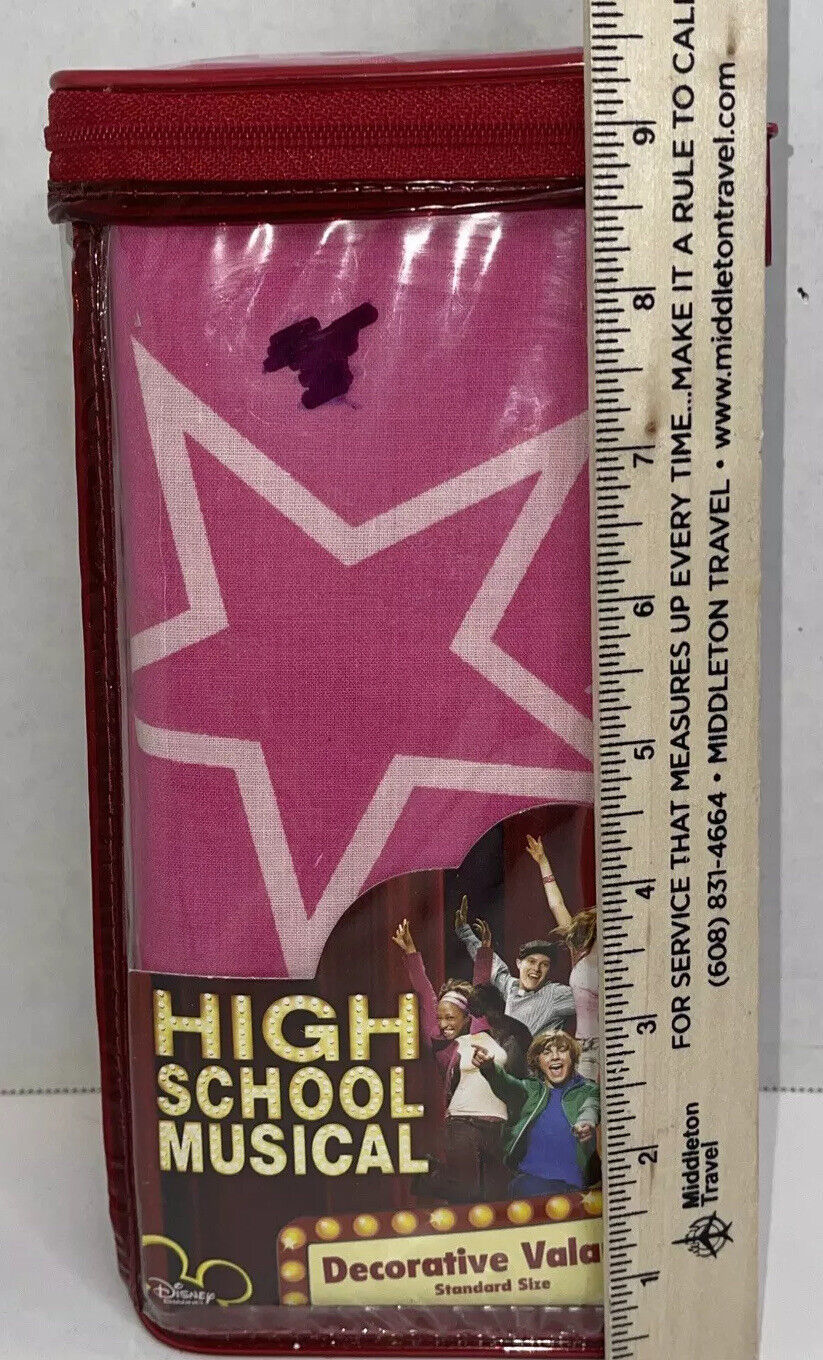 HIGH
SCHOOL
MUSICAL
Disney
CHANNEL
Decorative Vala
Standard Size
FOR SERVICE THAT MEASURES UP EVERY TIME...MAKE IT A RULE TO CALL
(608) 831-4664 • MIDDLETON TRAVEL • www.middletontravel.com
Middleton
Travel
1
2
3
4
5
6
7
8
9